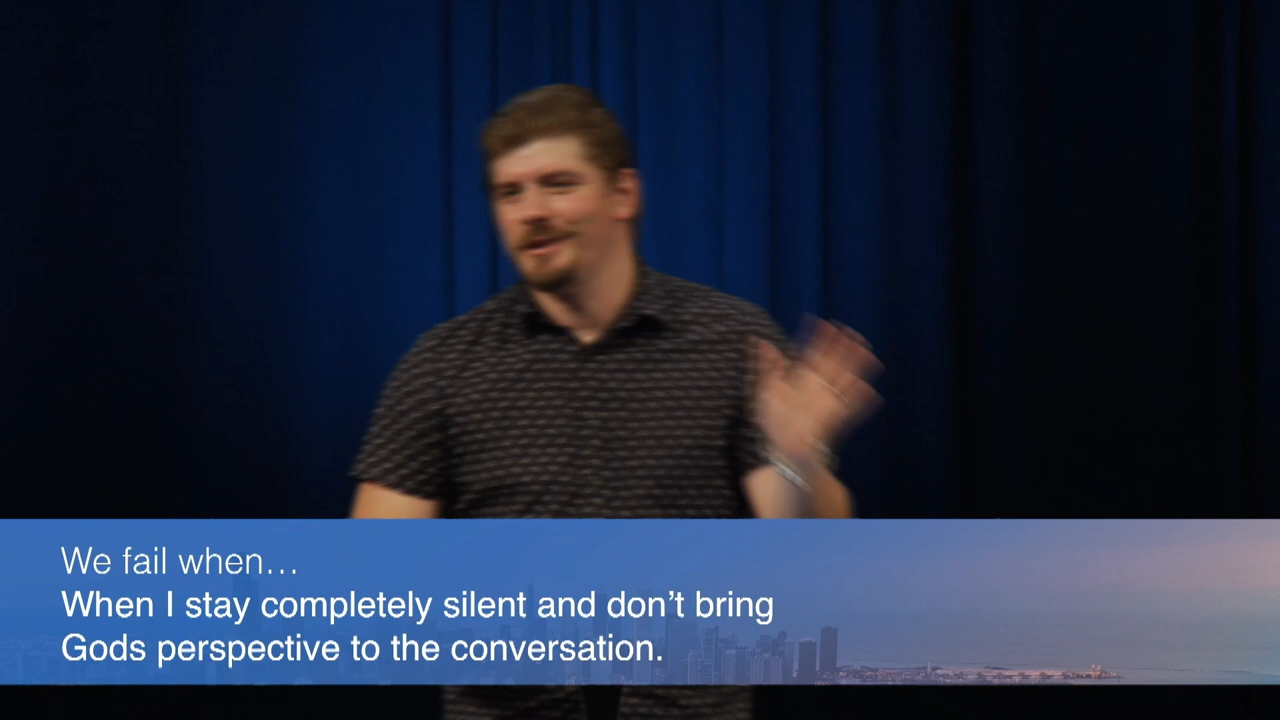 We fail when…
When I stay completely silent and don’t bring
Gods perspective to the conversation.